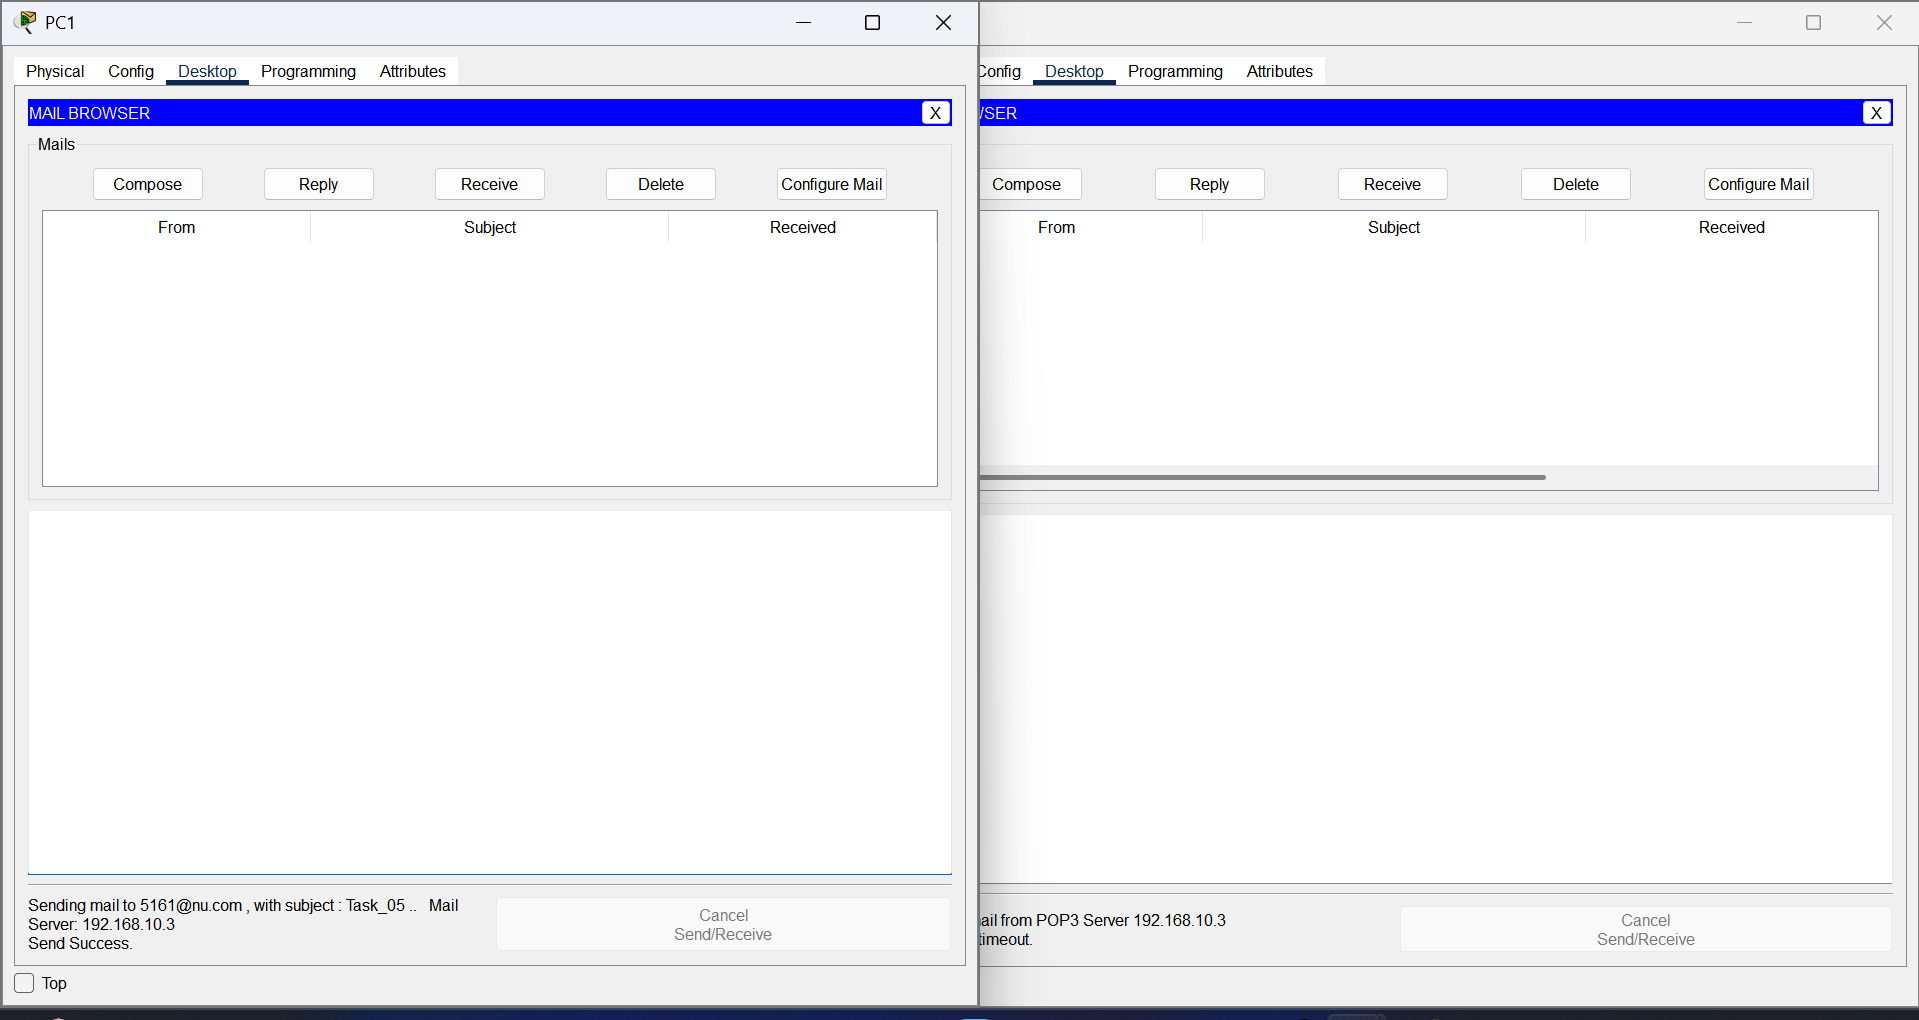 PC1
Physical Config Desktop Programming Attributes
MAIL BROWSER X
Mails
Compose Reply Receive Delete Configure Mail
From Subject Received
Sending mail to 5161@nu.com , with subject : Task_05 .. Mail
Server: 192.168.10.3
Send Success.
Cancel
Send/Receive
Top
Config Desktop Programming Attributes
WSER X
Compose Reply Receive Delete Configure Mail
From Subject Received
ail from POP3 Server 192.168.10.3
timeout.
Cancel
Send/Receive